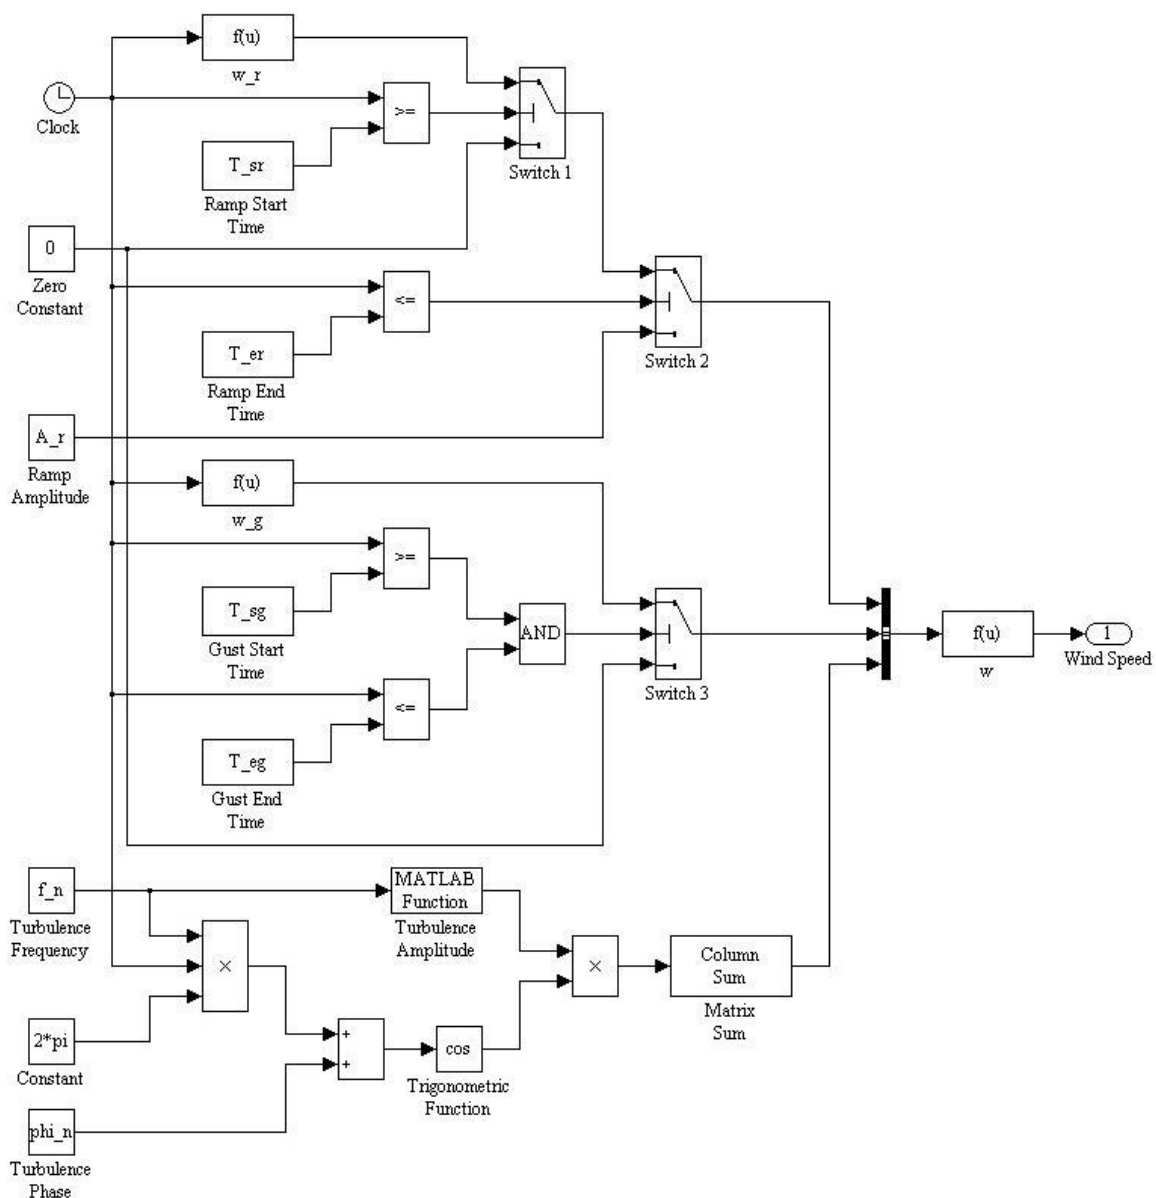 f(u)
w_r
Clock
>=
T_sr
Ramp Start
Time
Switch 1
0
Zero
Constant
<=
T_er
Ramp End
Time
Switch 2
A_r
Ramp
Amplitude
f(u)
w_g
>=
T_sg
Gust Start
Time
AND
Switch 3
<=
T_eg
Gust End
Time
f(u)
w
1
Wind Speed
f_n
Turbulence
Frequency
MATLAB
Function
Turbulence
Amplitude
×
×
Column
Sum
Matrix
Sum
2*pi
Constant
+
+
cos
Trigonometric
Function
phi_n
Turbulence
Phase